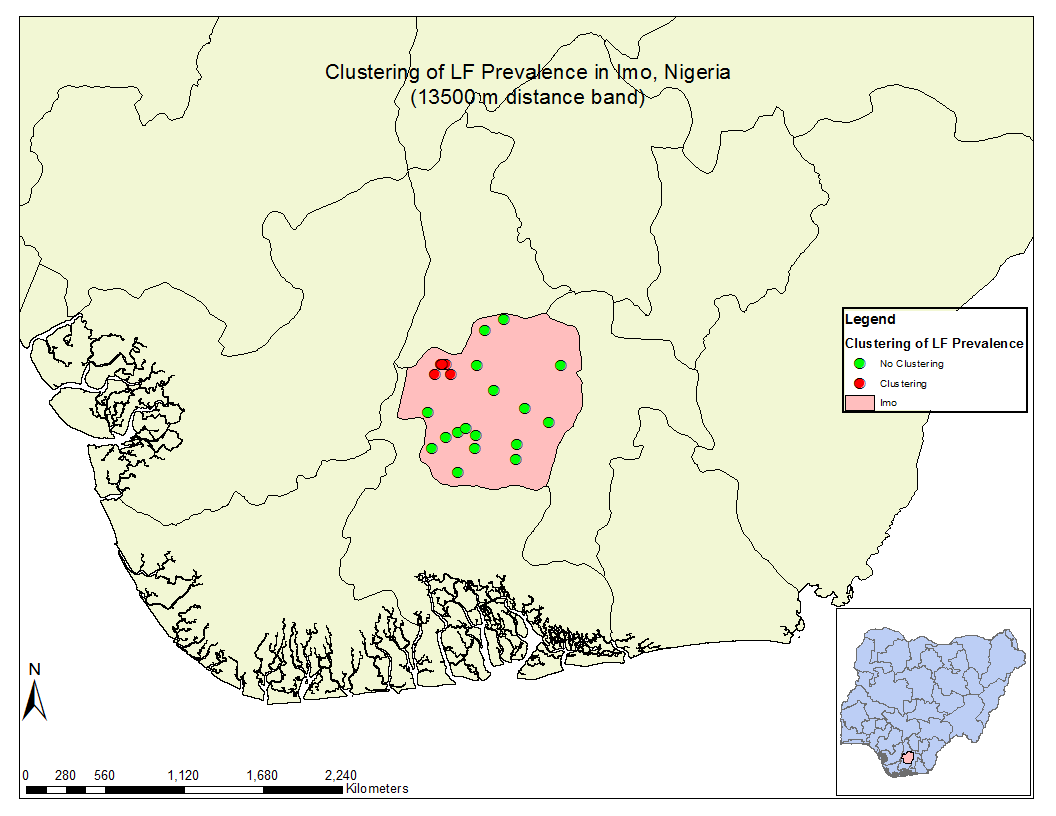 Clustering of LF Prevalence in Imo, Nigeria
(13500 m distance band)
Legend
Clustering of LF Prevalence
No Clustering
Clustering
Imo
N
0 280 560 1,120 1,680 2,240
Kilometers